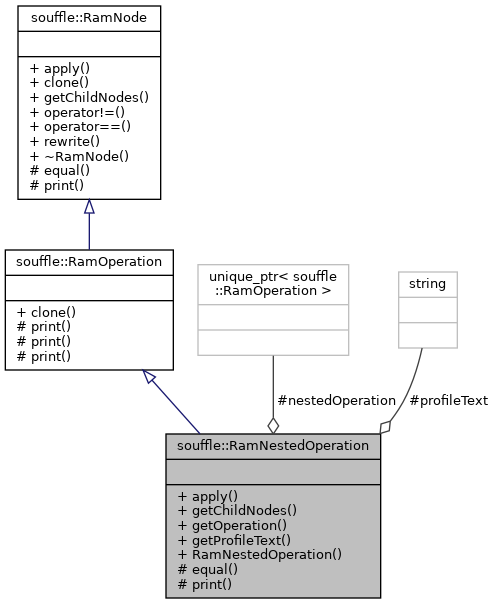 souffle::RamNode
+ apply()
+ clone()
+ getChildNodes()
+ operator!=()
+ operator==()
+ rewrite()
+ ~RamNode()
# equal()
# print()
souffle::RamOperation
+ clone()
# print()
# print()
# print()
unique_ptr< souffle
::RamOperation >
string
#nestedOperation
#profileText
souffle::RamNestedOperation
+ apply()
+ getChildNodes()
+ getOperation()
+ getProfileText()
+ RamNestedOperation()
# equal()
# print()